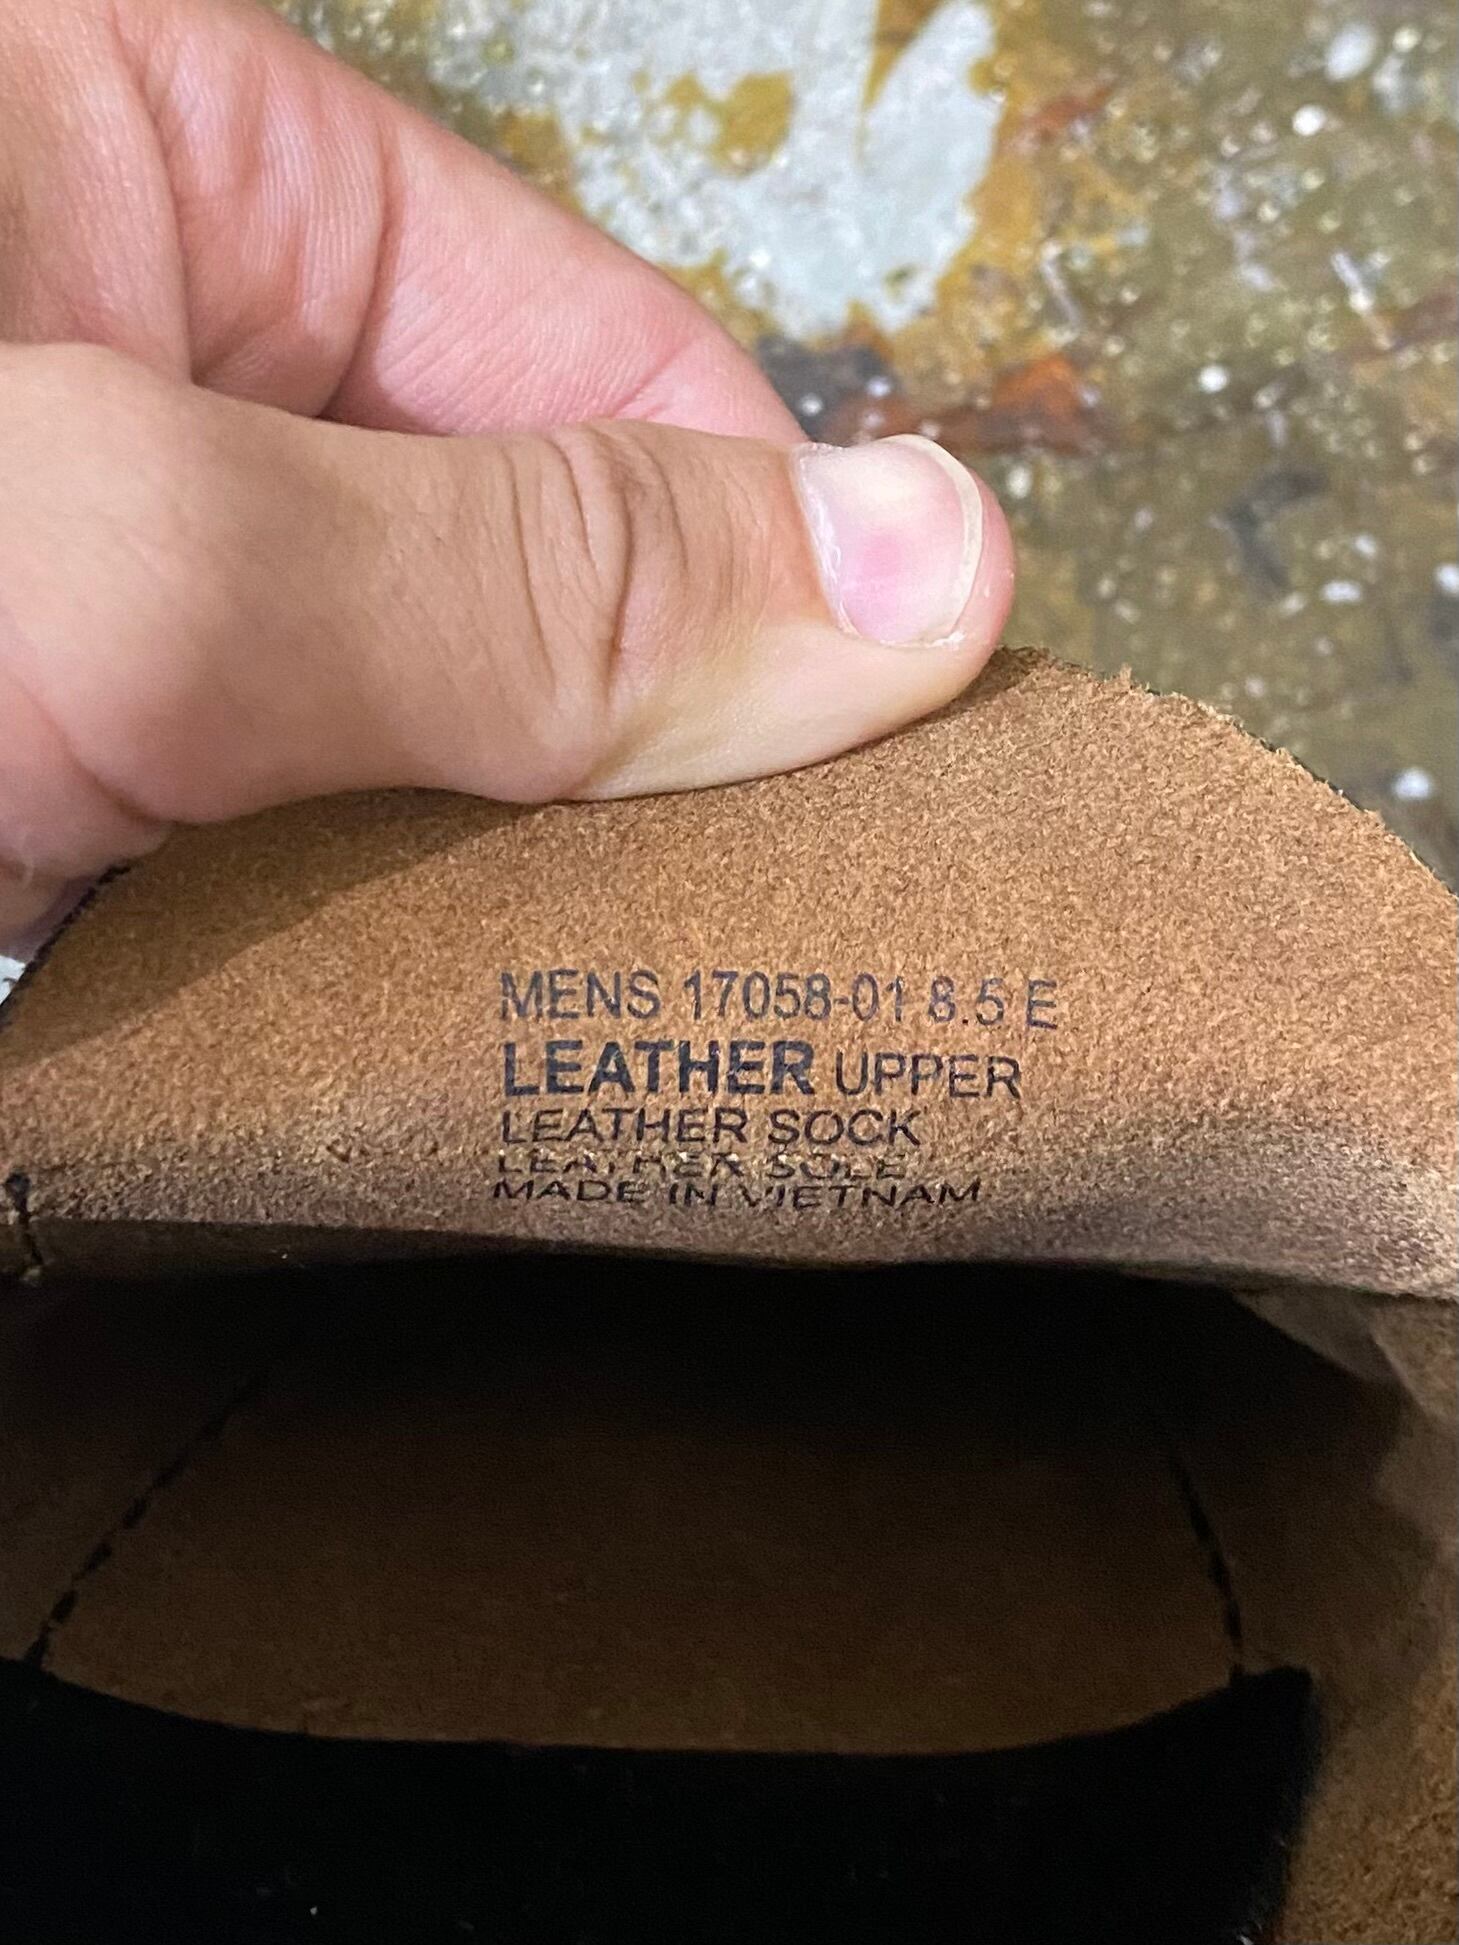 MENS 17058-01 8.5 E
LEATHER UPPER
LEATHER SOCK
LEATHER SOLE
MADE IN VIETNAM